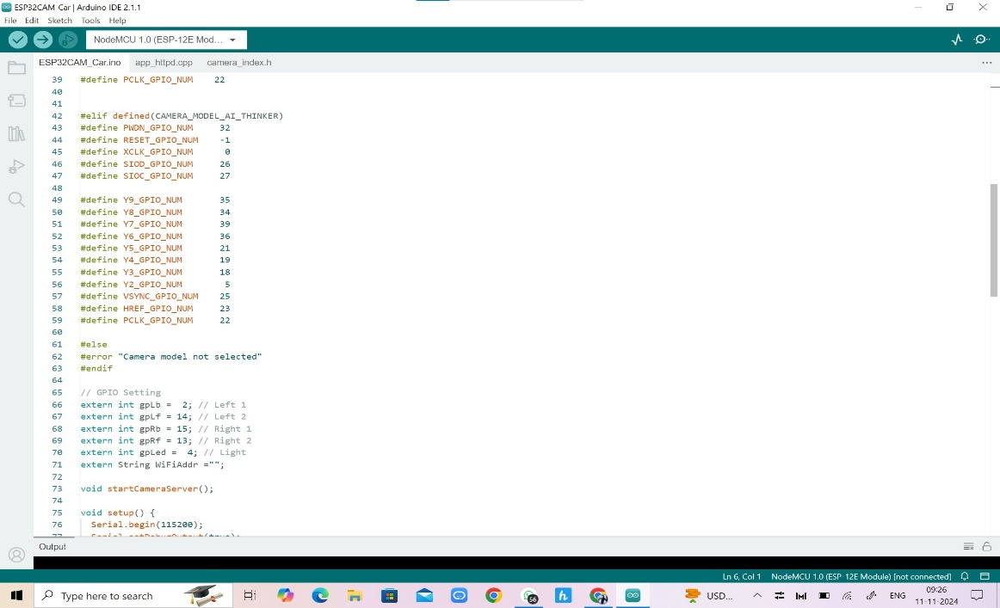 ESP32CAM_Car | Arduino IDE 2.1.1
File Edit Sketch Tools Help
NodeMCU 1.0 (ESP-12E Mod...
ESP32CAM_Car.ino app_httpd.cpp camera_index.h
39 #define PCLK_GPIO_NUM 22
40
41
42 #elif defined(CAMERA_MODEL_AI_THINKER)
43 #define PWDN_GPIO_NUM 32
44 #define RESET_GPIO_NUM -1
45 #define XCLK_GPIO_NUM 0
46 #define SIOD_GPIO_NUM 26
47 #define SIOC_GPIO_NUM 27
48
49 #define Y9_GPIO_NUM 35
50 #define Y8_GPIO_NUM 34
51 #define Y7_GPIO_NUM 39
52 #define Y6_GPIO_NUM 36
53 #define Y5_GPIO_NUM 21
54 #define Y4_GPIO_NUM 19
55 #define Y3_GPIO_NUM 18
56 #define Y2_GPIO_NUM 5
57 #define VSYNC_GPIO_NUM 25
58 #define HREF_GPIO_NUM 23
59 #define PCLK_GPIO_NUM 22
60
61 #else
62 #error "Camera model not selected"
63 #endif
64
65 // GPIO Setting
66 extern int gpLb = 2; // Left 1
67 extern int gpLf = 14; // Left 2
68 extern int gpRb = 15; // Right 1
69 extern int gpRf = 13; // Right 2
70 extern int gpLed = 4; // Light
71 extern String WiFiAddr ="";
72
73 void startCameraServer();
74
75 void setup() {
76 Serial.begin(115200);
77 Serial.setDebugOutput(true);
Output
Ln 6, Col 1 NodeMCU 1.0 (ESP-12E Module) [not connected]
Type here to search
56
USD...
ENG
09:26
11-11-2024